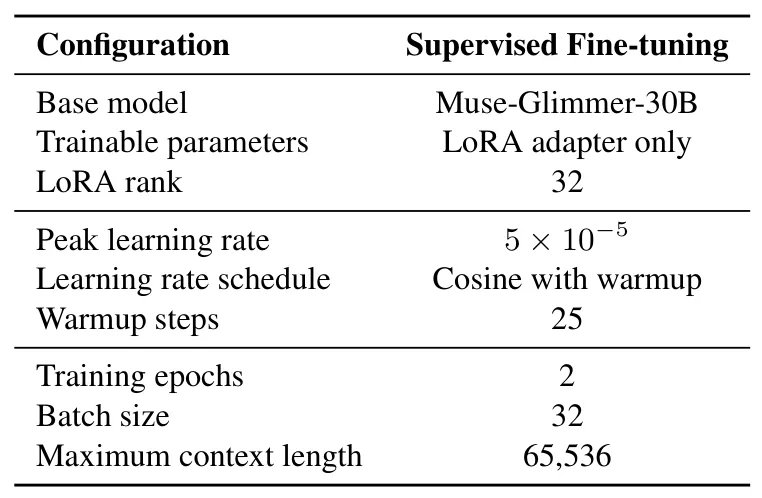 Configuration Supervised Fine-tuning
Base model Muse-Glimmer-30B
Trainable parameters LoRA adapter only
LoRA rank 32
Peak learning rate 5 × 10⁻⁵
Learning rate schedule Cosine with warmup
Warmup steps 25
Training epochs 2
Batch size 32
Maximum context length 65,536